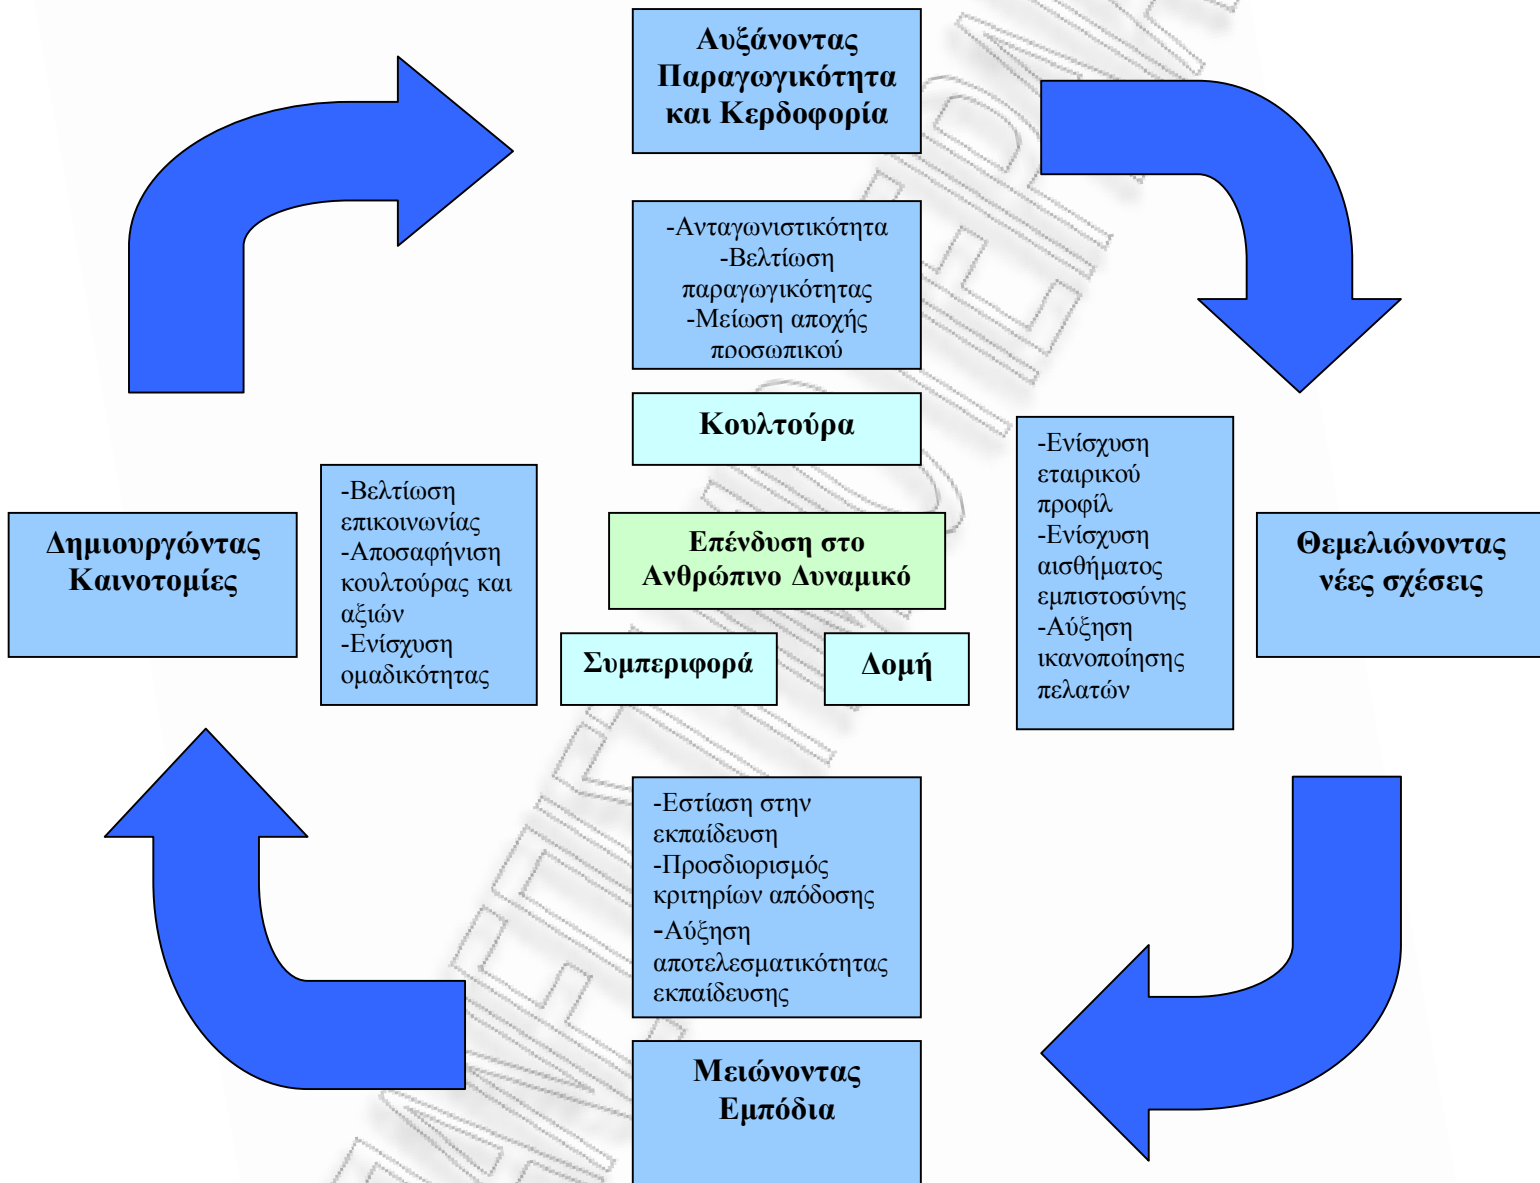 Αυξάνοντας
Παραγωγικότητα
και Κερδοφορία
-Ανταγωνιστικότητα
-Βελτίωση
παραγωγικότητας
-Μείωση αποχής
προσωπικού
Κουλτούρα
-Ενίσχυση
εταιρικού
προφίλ
-Ενίσχυση
αισθήματος
εμπιστοσύνης
-Αύξηση
ικανοποίησης
πελατών
-Βελτίωση
επικοινωνίας
-Αποσαφήνιση
κουλτούρας και
αξιών
-Ενίσχυση
ομαδικότητας
Δημιουργώντας
Καινοτομίες
Επένδυση στο
Ανθρώπινο Δυναμικό
Θεμελιώνοντας
νέες σχέσεις
Συμπεριφορά
Δομή
-Εστίαση στην
εκπαίδευση
-Προσδιορισμός
κριτηρίων απόδοσης
-Αύξηση
αποτελεσματικότητας
εκπαίδευσης
Μειώνοντας
Εμπόδια